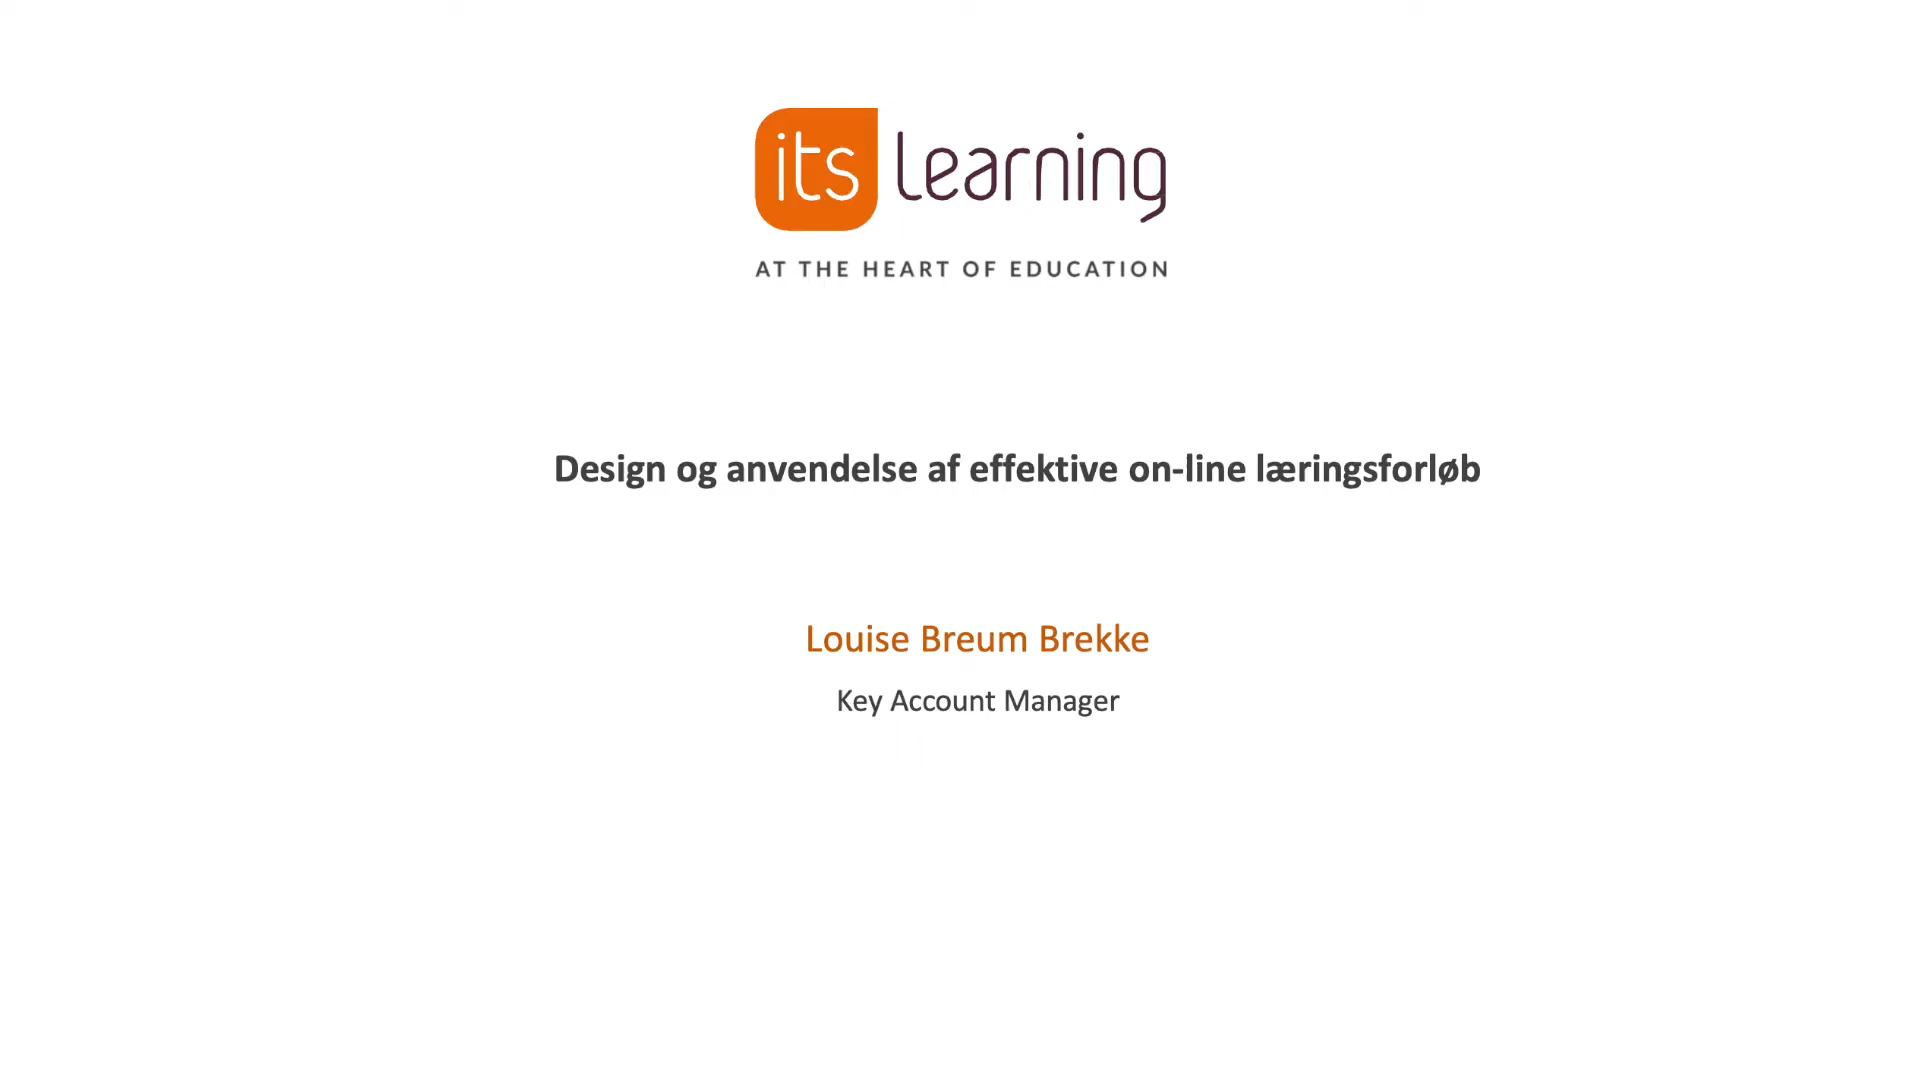 its learning
AT THE HEART OF EDUCATION
Design og anvendelse af effektive on-line læringsforløb
Louise Breum Brekke
Key Account Manager